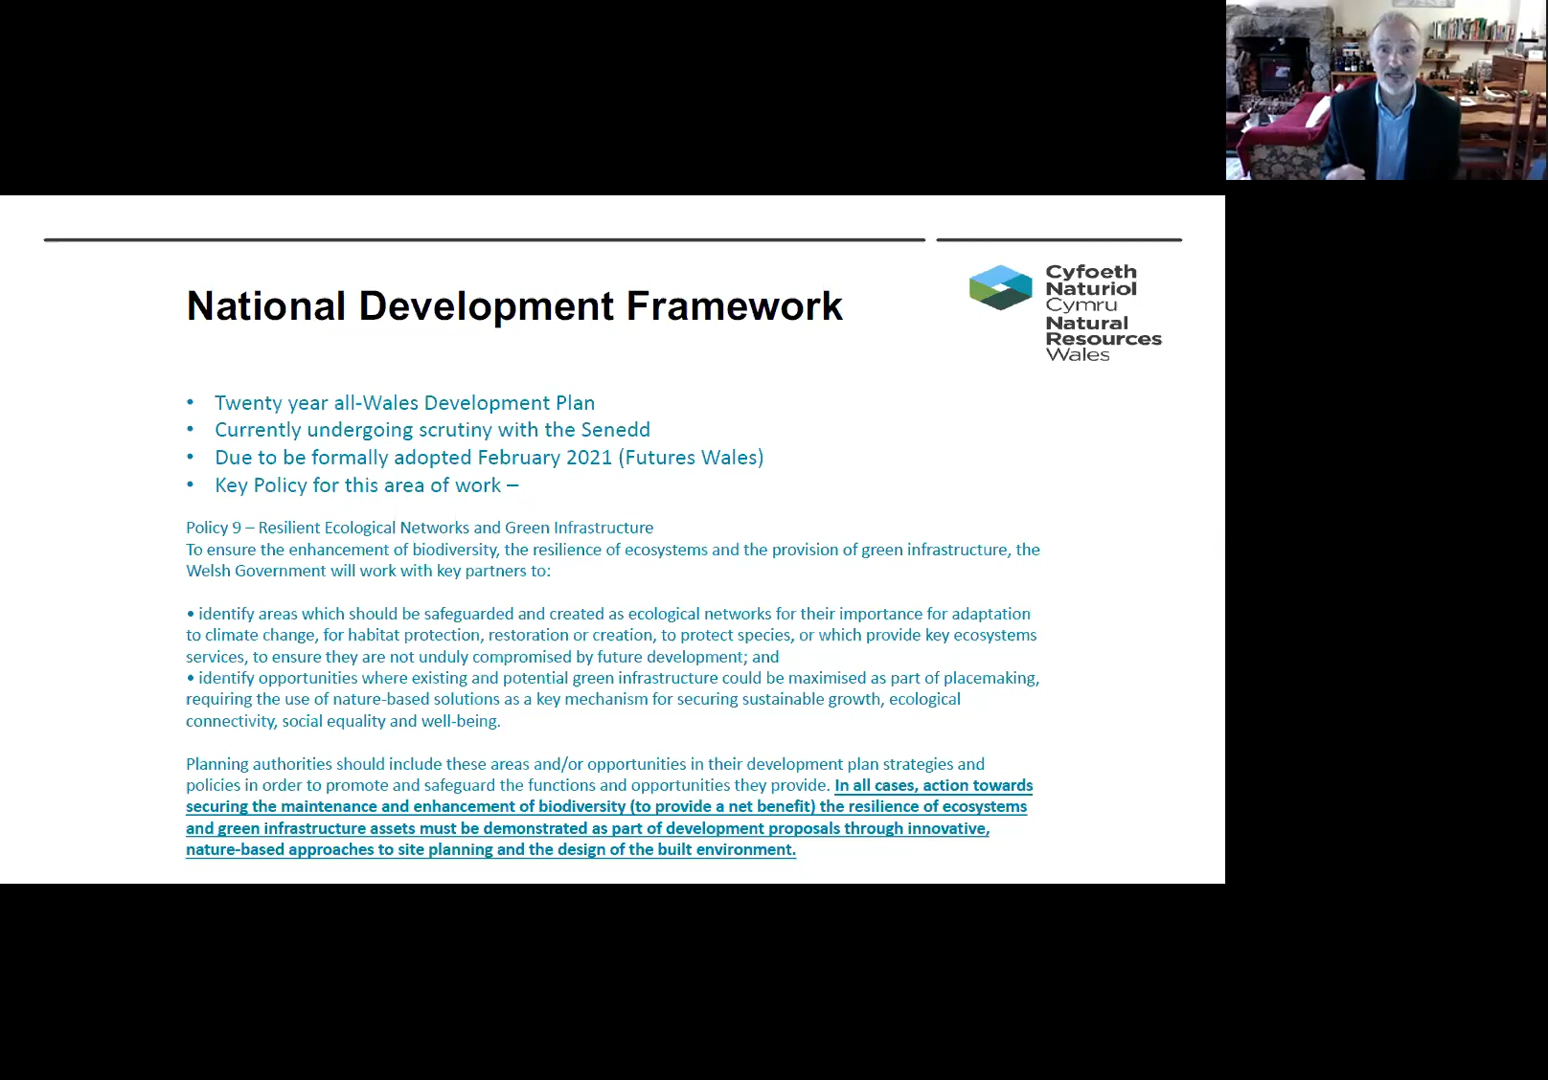 National Development Framework
Cyfoeth
Naturiol
Cymru
Natural
Resources
Wales
• Twenty year all-Wales Development Plan
• Currently undergoing scrutiny with the Senedd
• Due to be formally adopted February 2021 (Futures Wales)
• Key Policy for this area of work –
Policy 9 – Resilient Ecological Networks and Green Infrastructure
To ensure the enhancement of biodiversity, the resilience of ecosystems and the provision of green infrastructure, the
Welsh Government will work with key partners to:
• identify areas which should be safeguarded and created as ecological networks for their importance for adaptation
to climate change, for habitat protection, restoration or creation, to protect species, or which provide key ecosystems
services, to ensure they are not unduly compromised by future development; and
• identify opportunities where existing and potential green infrastructure could be maximised as part of placemaking,
requiring the use of nature-based solutions as a key mechanism for securing sustainable growth, ecological
connectivity, social equality and well-being.
Planning authorities should include these areas and/or opportunities in their development plan strategies and
policies in order to promote and safeguard the functions and opportunities they provide. In all cases, action towards
securing the maintenance and enhancement of biodiversity (to provide a net benefit) the resilience of ecosystems
and green infrastructure assets must be demonstrated as part of development proposals through innovative,
nature-based approaches to site planning and the design of the built environment.